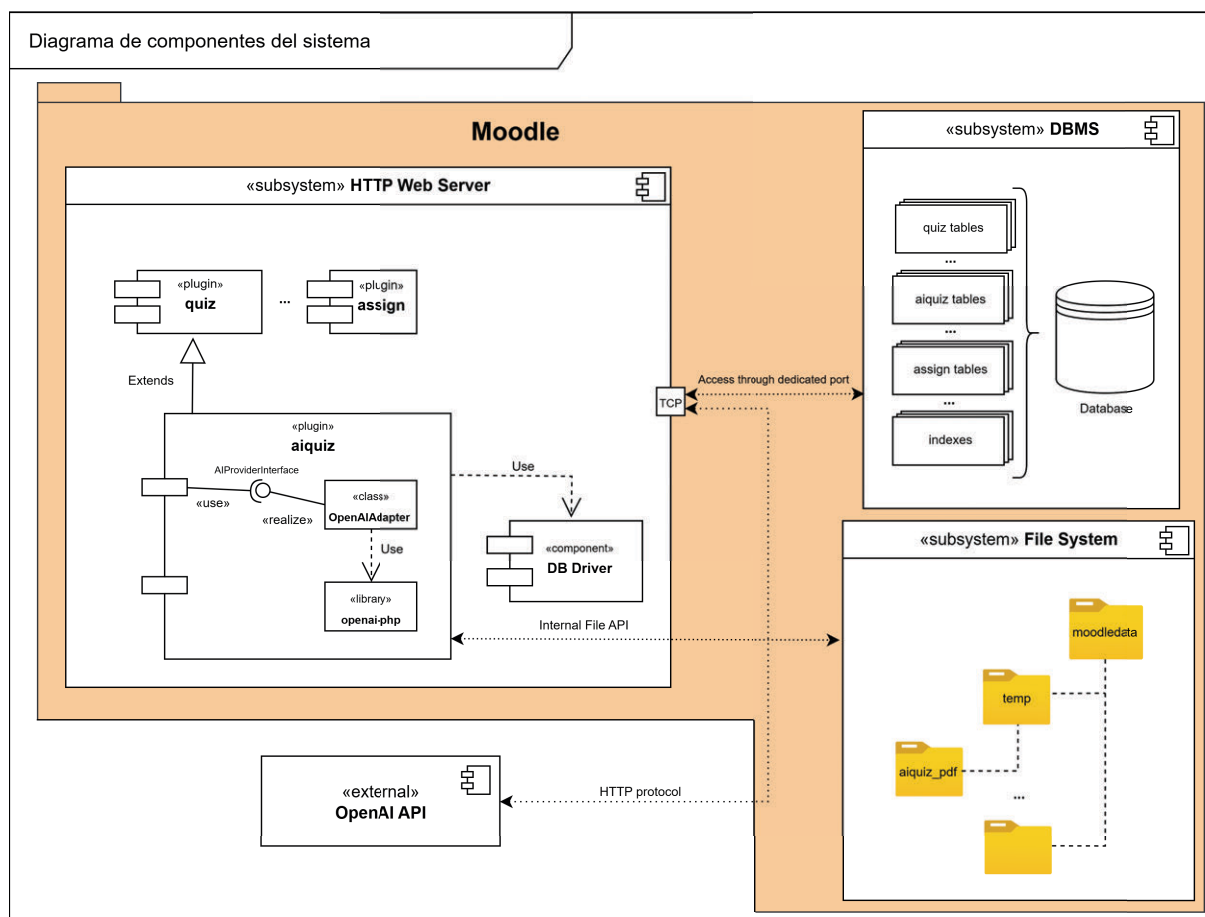 Diagrama de componentes del sistema
Moodle
«subsystem» HTTP Web Server
«plugin»
quiz
...
«plugin»
assign
Extends
«plugin»
aiquiz
AIProviderInterface
«use»
«realize»
«class»
OpenAIAdapter
Use
«library»
openai-php
Use
«component»
DB Driver
TCP
Access through dedicated port
Internal File API
«subsystem» DBMS
quiz tables
...
aiquiz tables
...
assign tables
...
indexes
Database
«subsystem» File System
moodledata
temp
aiquiz_pdf
...
«external»
OpenAI API
HTTP protocol